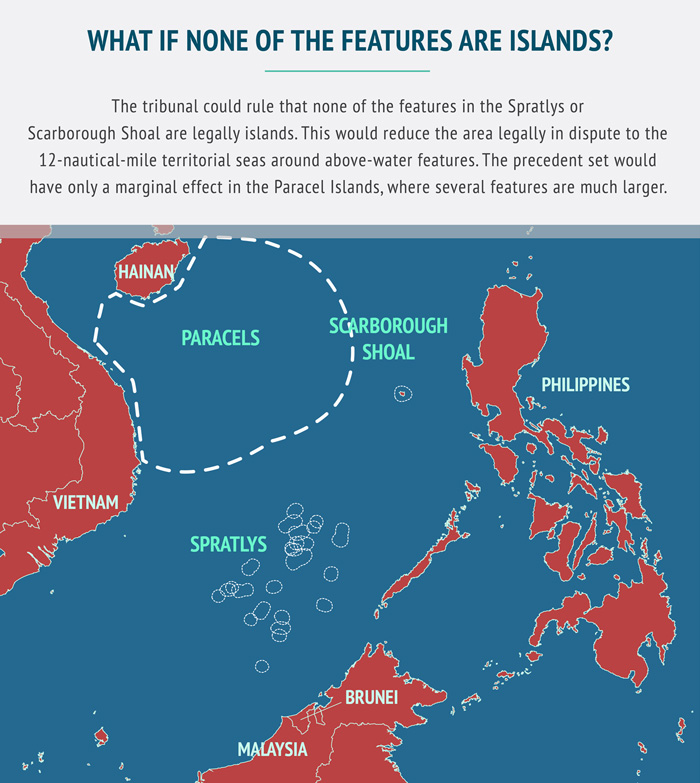 WHAT IF NONE OF THE FEATURES ARE ISLANDS?
The tribunal could rule that none of the features in the Spratlys or
Scarborough Shoal are legally islands. This would reduce the area legally in dispute to the
12-nautical-mile territorial seas around above-water features. The precedent set would
have only a marginal effect in the Paracel Islands, where several features are much larger.
HAINAN
PARACELS
SCARBOROUGH
SHOAL
PHILIPPINES
VIETNAM
SPRATLYS
BRUNEI
MALAYSIA